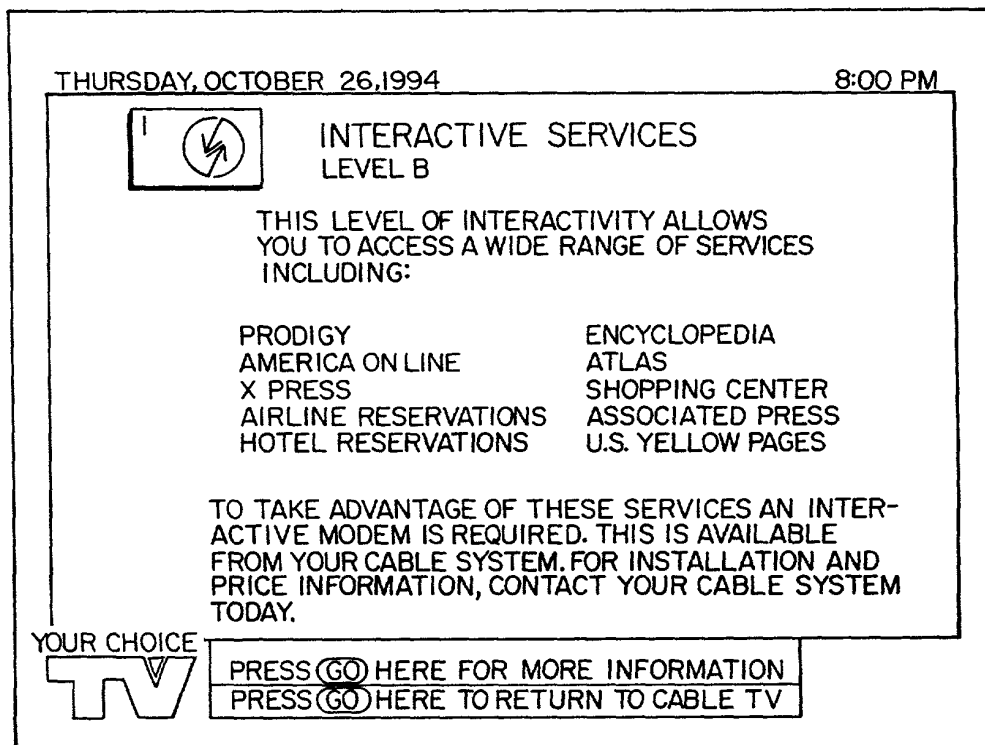 THURSDAY, OCTOBER 26,1994 8:00 PM
I
INTERACTIVE SERVICES
LEVEL B
THIS LEVEL OF INTERACTIVITY ALLOWS
YOU TO ACCESS A WIDE RANGE OF SERVICES
INCLUDING:
PRODIGY ENCYCLOPEDIA
AMERICA ON LINE ATLAS
X PRESS SHOPPING CENTER
AIRLINE RESERVATIONS ASSOCIATED PRESS
HOTEL RESERVATIONS U.S. YELLOW PAGES
TO TAKE ADVANTAGE OF THESE SERVICES AN INTER-
ACTIVE MODEM IS REQUIRED. THIS IS AVAILABLE
FROM YOUR CABLE SYSTEM. FOR INSTALLATION AND
PRICE INFORMATION, CONTACT YOUR CABLE SYSTEM
TODAY.
YOUR CHOICE
TV
PRESS GO HERE FOR MORE INFORMATION
PRESS GO HERE TO RETURN TO CABLE TV